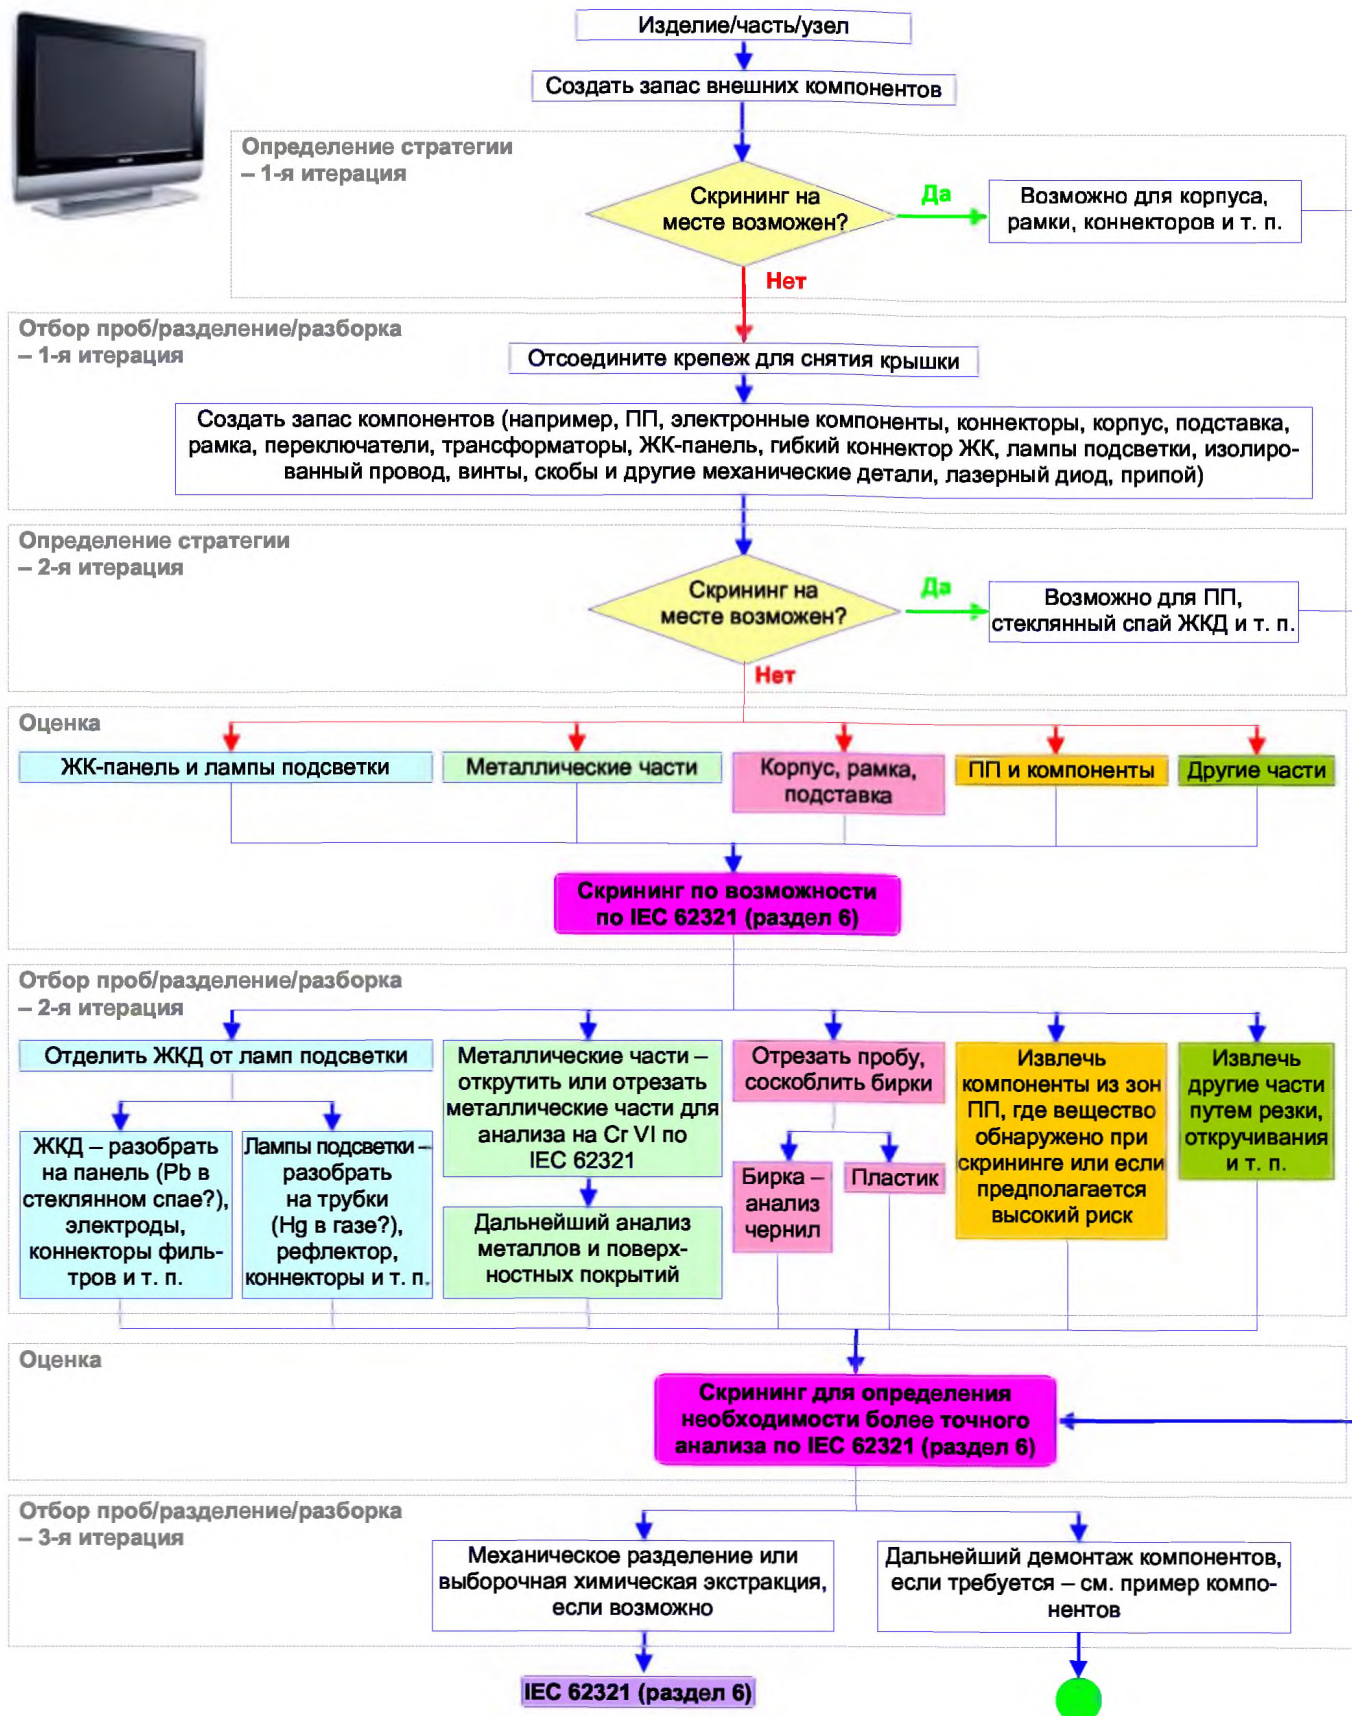 Изделие/часть/узел
Создать запас внешних компонентов
Определение стратегии
– 1-я итерация
Скрининг на
месте возможен?
Да
Возможно для корпуса,
рамки, коннекторов и т. п.
Нет
Отбор проб/разделение/разборка
– 1-я итерация
Отсоедините крепеж для снятия крышки
Создать запас компонентов (например, ПП, электронные компоненты, коннекторы, корпус, подставка,
рамка, переключатели, трансформаторы, ЖК-панель, гибкий коннектор ЖК, лампы подсветки, изолиро-
ванный провод, винты, скобы и другие механические детали, лазерный диод, припой)
Определение стратегии
– 2-я итерация
Скрининг на
месте возможен?
Да
Возможно для ПП,
стеклянный спай ЖКД и т. п.
Нет
Оценка
ЖК-панель и лампы подсветки
Металлические части
Корпус, рамка,
подставка
ПП и компоненты
Другие части
Скрининг по возможности
по IEC 62321 (раздел 6)
Отбор проб/разделение/разборка
– 2-я итерация
Отделить ЖКД от ламп подсветки
ЖКД – разобрать
на панель (Pb в
стеклянном спае?),
электроды,
коннекторы филь-
тров и т. п.
Лампы подсветки –
разобрать
на трубки
(Hg в газе?),
рефлектор,
коннекторы и т. п.
Металлические части –
открутить или отрезать
металлические части для
анализа на Cr VI по
IEC 62321
Дальнейший анализ
металлов и поверх-
ностных покрытий
Отрезать пробу,
соскоблить бирки
Бирка –
анализ
чернил
Пластик
Извлечь
компоненты из зон
ПП, где вещество
обнаружено при
скрининге или если
предполагается
высокий риск
Извлечь
другие части
путем резки,
откручивания
и т. п.
Оценка
Скрининг для определения
необходимости более точного
анализа по IEC 62321 (раздел 6)
Отбор проб/разделение/разборка
– 3-я итерация
Механическое разделение или
выборочная химическая экстракция,
если возможно
Дальнейший демонтаж компонентов,
если требуется – см. пример компо-
нентов
IEC 62321 (раздел 6)